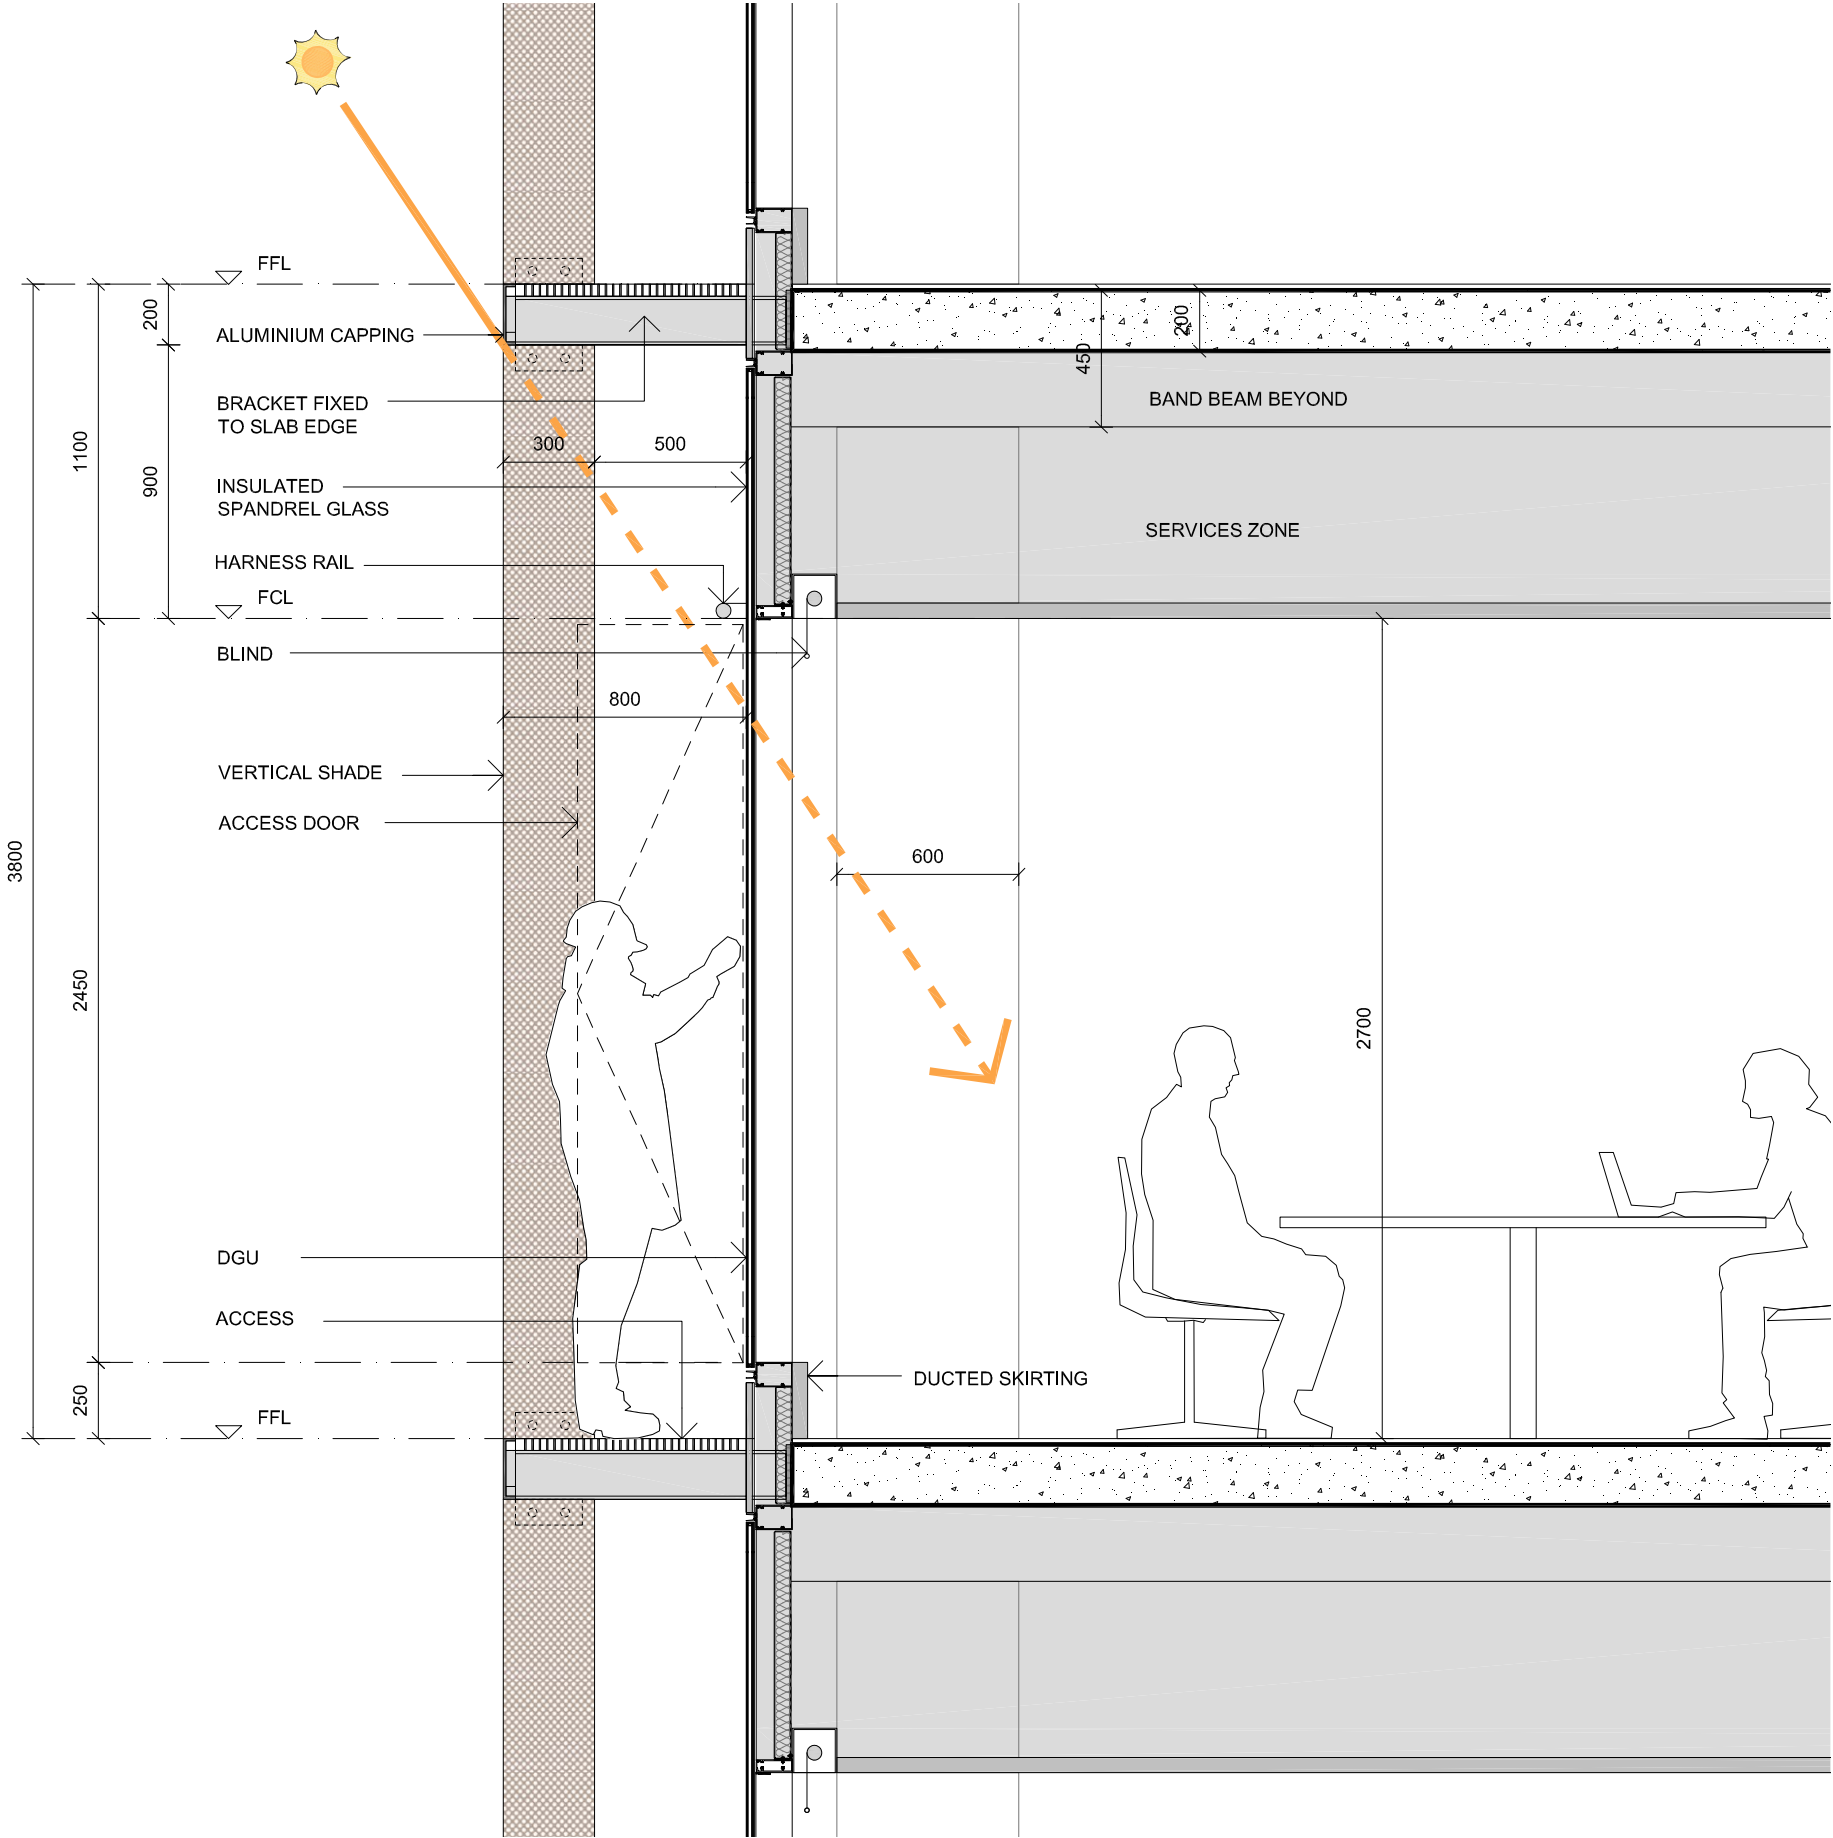 FFL
200
ALUMINIUM CAPPING
200
450
BRACKET FIXED
TO SLAB EDGE
BAND BEAM BEYOND
300
500
1100
900
INSULATED
SPANDREL GLASS
SERVICES ZONE
HARNESS RAIL
FCL
BLIND
800
VERTICAL SHADE
ACCESS DOOR
3800
600
2450
2700
DGU
ACCESS
DUCTED SKIRTING
250
FFL